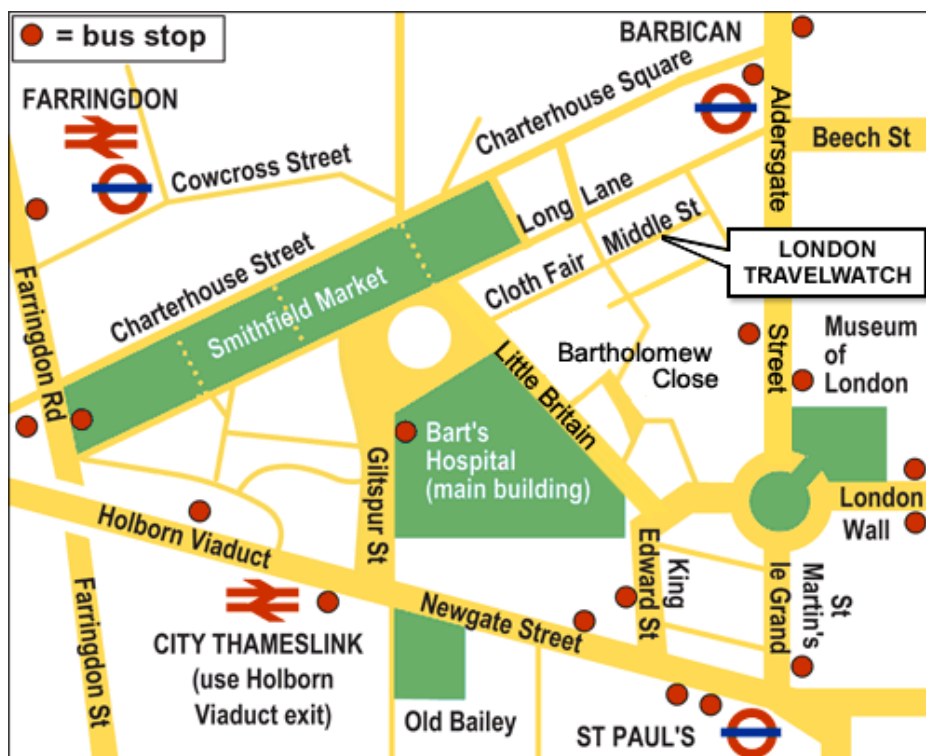 = bus stop
BARBICAN
FARRINGDON
Charterhouse Square
Aldersgate
Beech St
Cowcross Street
Long Lane
Middle St
LONDON
TRAVELWATCH
Cloth Fair
Charterhouse Street
Smithfield Market
Farringdon Rd
Street
Museum
of
London
Bartholomew
Close
Little Britain
Bart's
Hospital
(main building)
Giltspur St
London
Wall
Holborn Viaduct
King
Edward St
St
Martin's
le Grand
Farringdon St
Newgate Street
CITY THAMESLINK
(use Holborn
Viaduct exit)
Old Bailey
ST PAUL'S